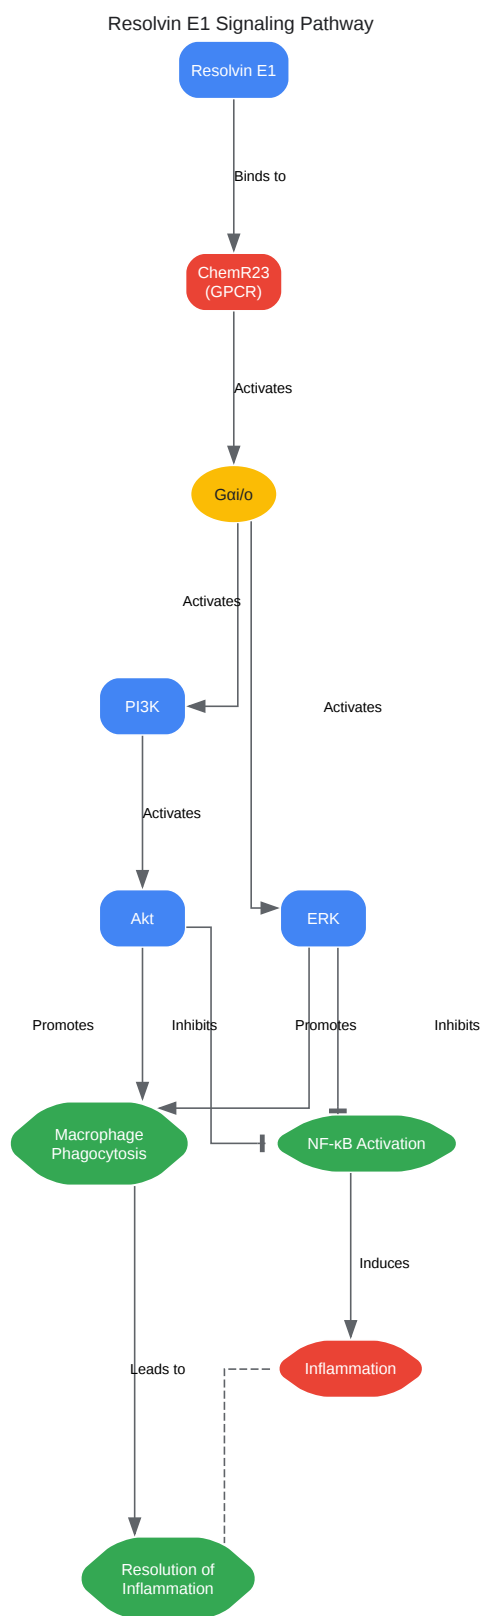 Resolvin E1 Signaling Pathway
Resolvin E1
Binds to
ChemR23
(GPCR)
Activates
Gαi/o
Activates
PI3K
Activates
Activates
Akt
ERK
Promotes
Inhibits
Promotes
Inhibits
Macrophage
Phagocytosis
NF-κB Activation
Induces
Inflammation
Leads to
Resolution of
Inflammation